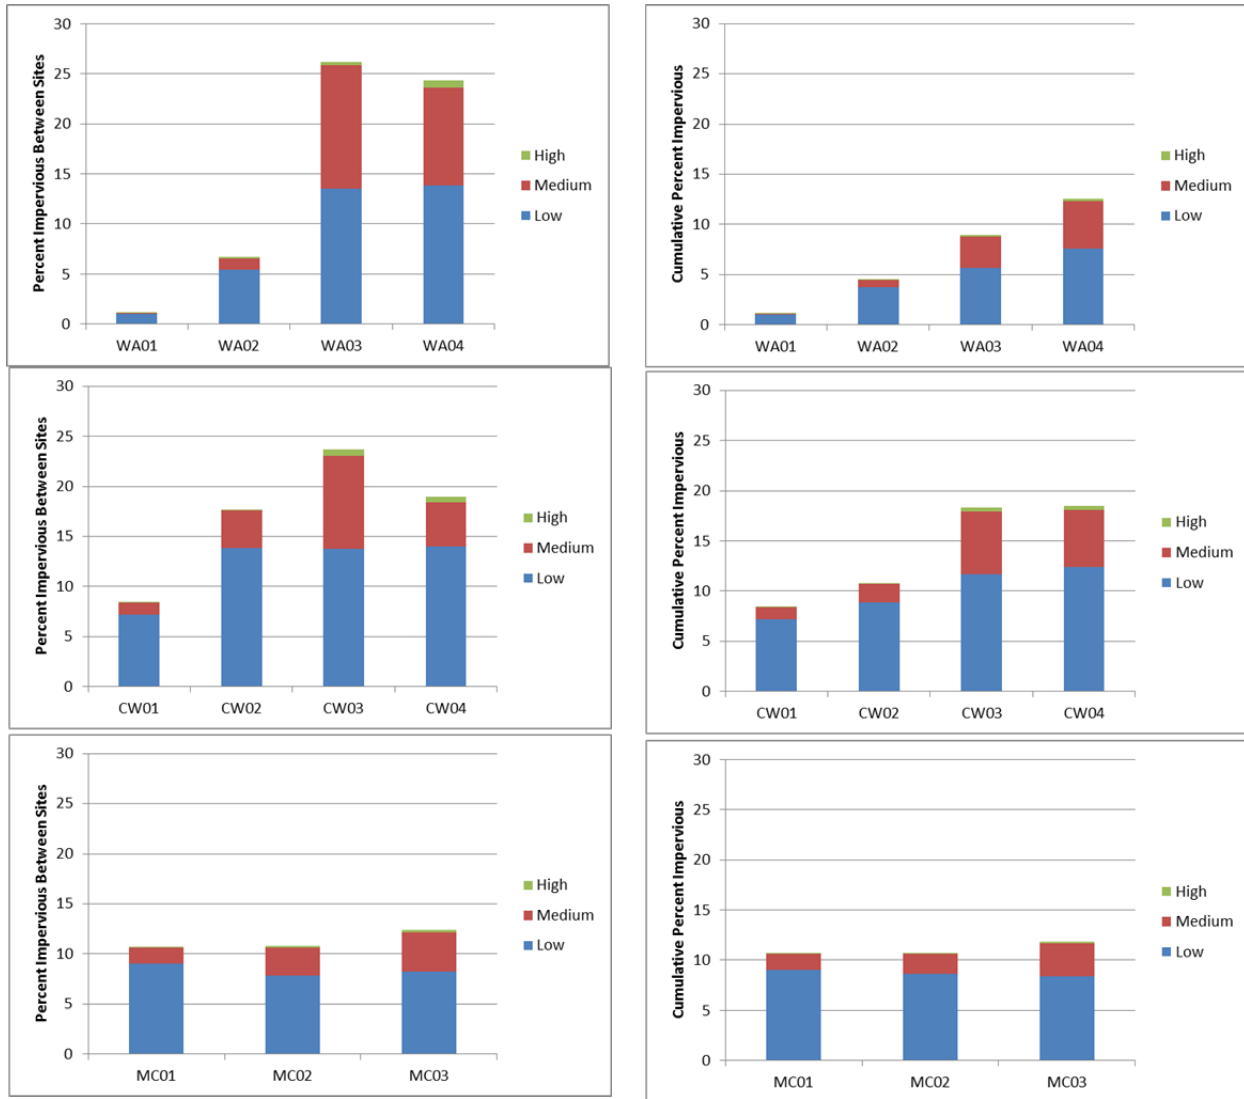 Percent Impervious Between Sites
30
25
20
15
10
5
0
WA01 WA02 WA03 WA04
High
Medium
Low
Cumulative Percent Impervious
30
25
20
15
10
5
0
WA01 WA02 WA03 WA04
High
Medium
Low
Percent Impervious Between Sites
30
25
20
15
10
5
0
CW01 CW02 CW03 CW04
High
Medium
Low
Cumulative Percent Impervious
30
25
20
15
10
5
0
CW01 CW02 CW03 CW04
High
Medium
Low
Percent Impervious Between Sites
30
25
20
15
10
5
0
MC01 MC02 MC03
High
Medium
Low
Cumulative Percent Impervious
30
25
20
15
10
5
0
MC01 MC02 MC03
High
Medium
Low